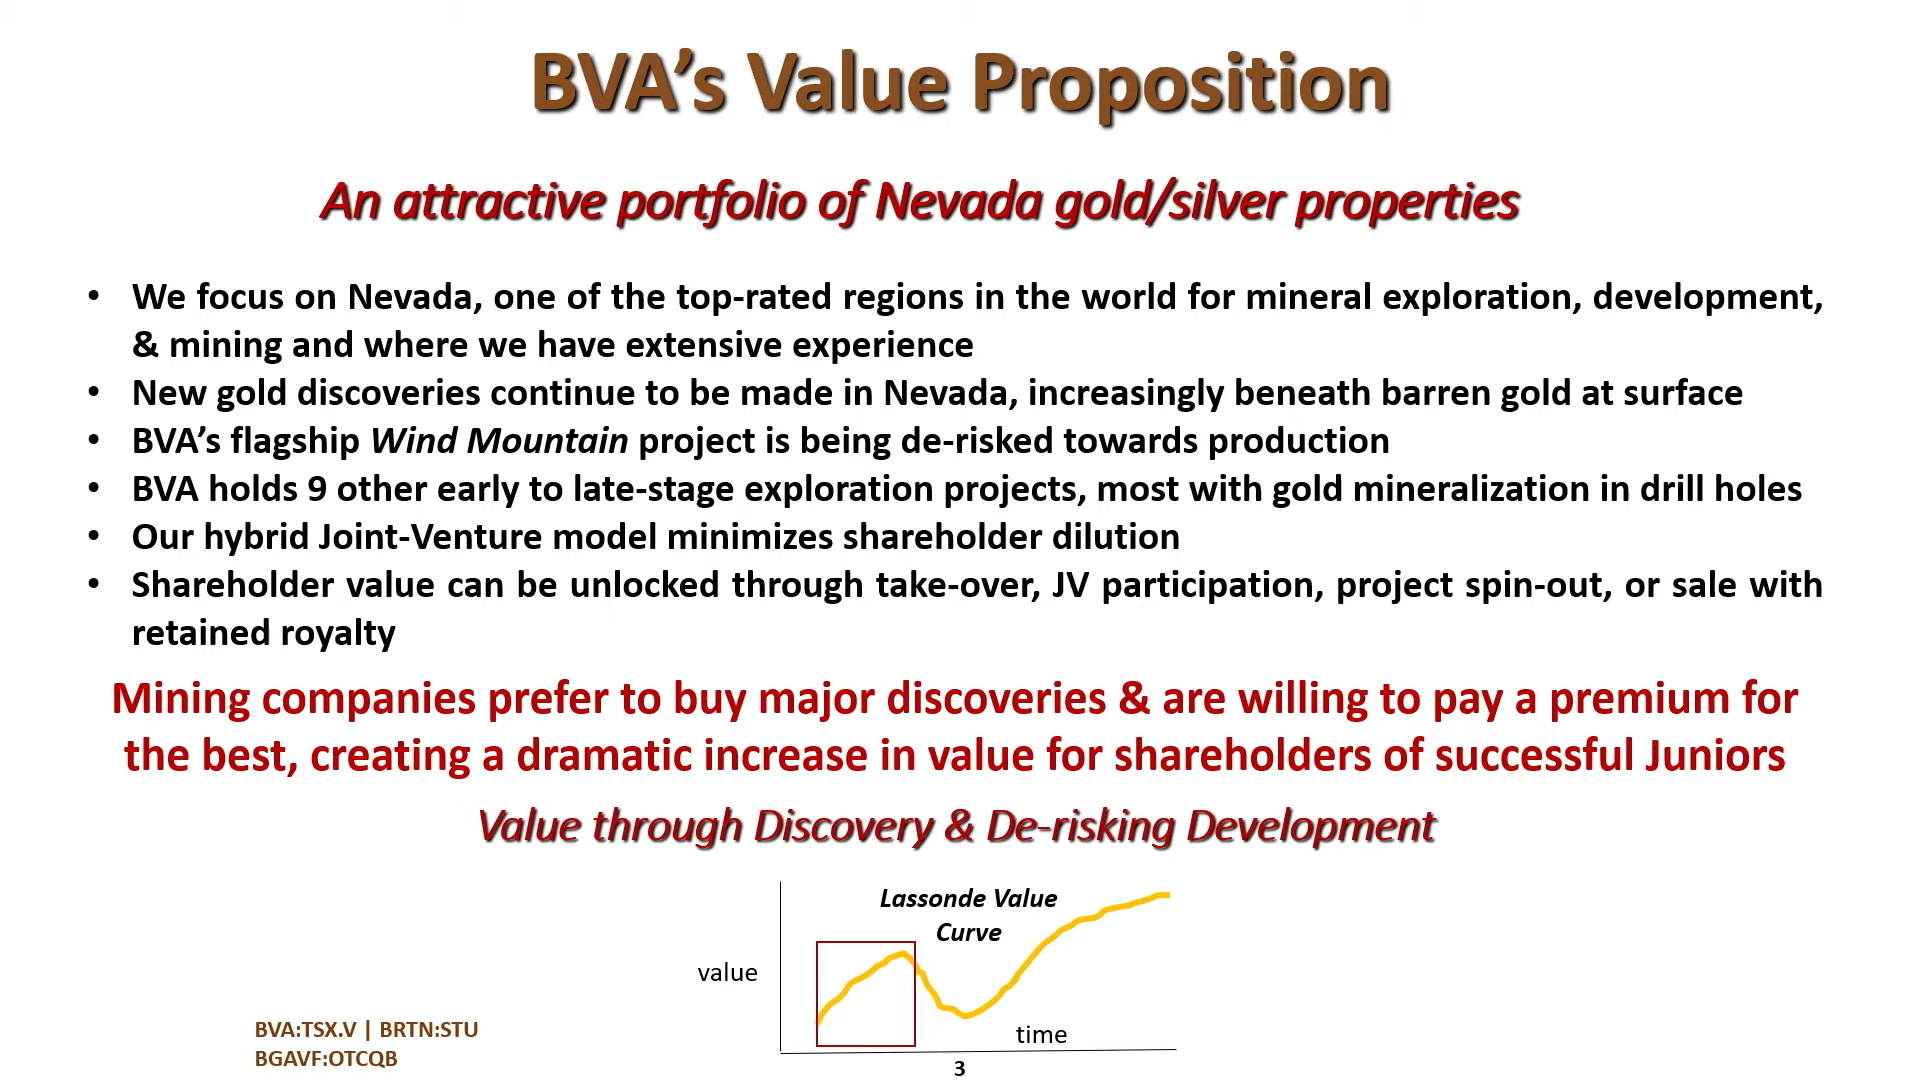 BVA’s Value Proposition
An attractive portfolio of Nevada gold/silver properties
• We focus on Nevada, one of the top-rated regions in the world for mineral exploration, development,
& mining and where we have extensive experience
• New gold discoveries continue to be made in Nevada, increasingly beneath barren gold at surface
• BVA’s flagship Wind Mountain project is being de-risked towards production
• BVA holds 9 other early to late-stage exploration projects, most with gold mineralization in drill holes
• Our hybrid Joint-Venture model minimizes shareholder dilution
• Shareholder value can be unlocked through take-over, JV participation, project spin-out, or sale with
retained royalty
Mining companies prefer to buy major discoveries & are willing to pay a premium for
the best, creating a dramatic increase in value for shareholders of successful Juniors
Value through Discovery & De-risking Development
Lassonde Value
Curve
value
time
BVA:TSX.V | BRTN:STU
BGAVF:OTCQB
3